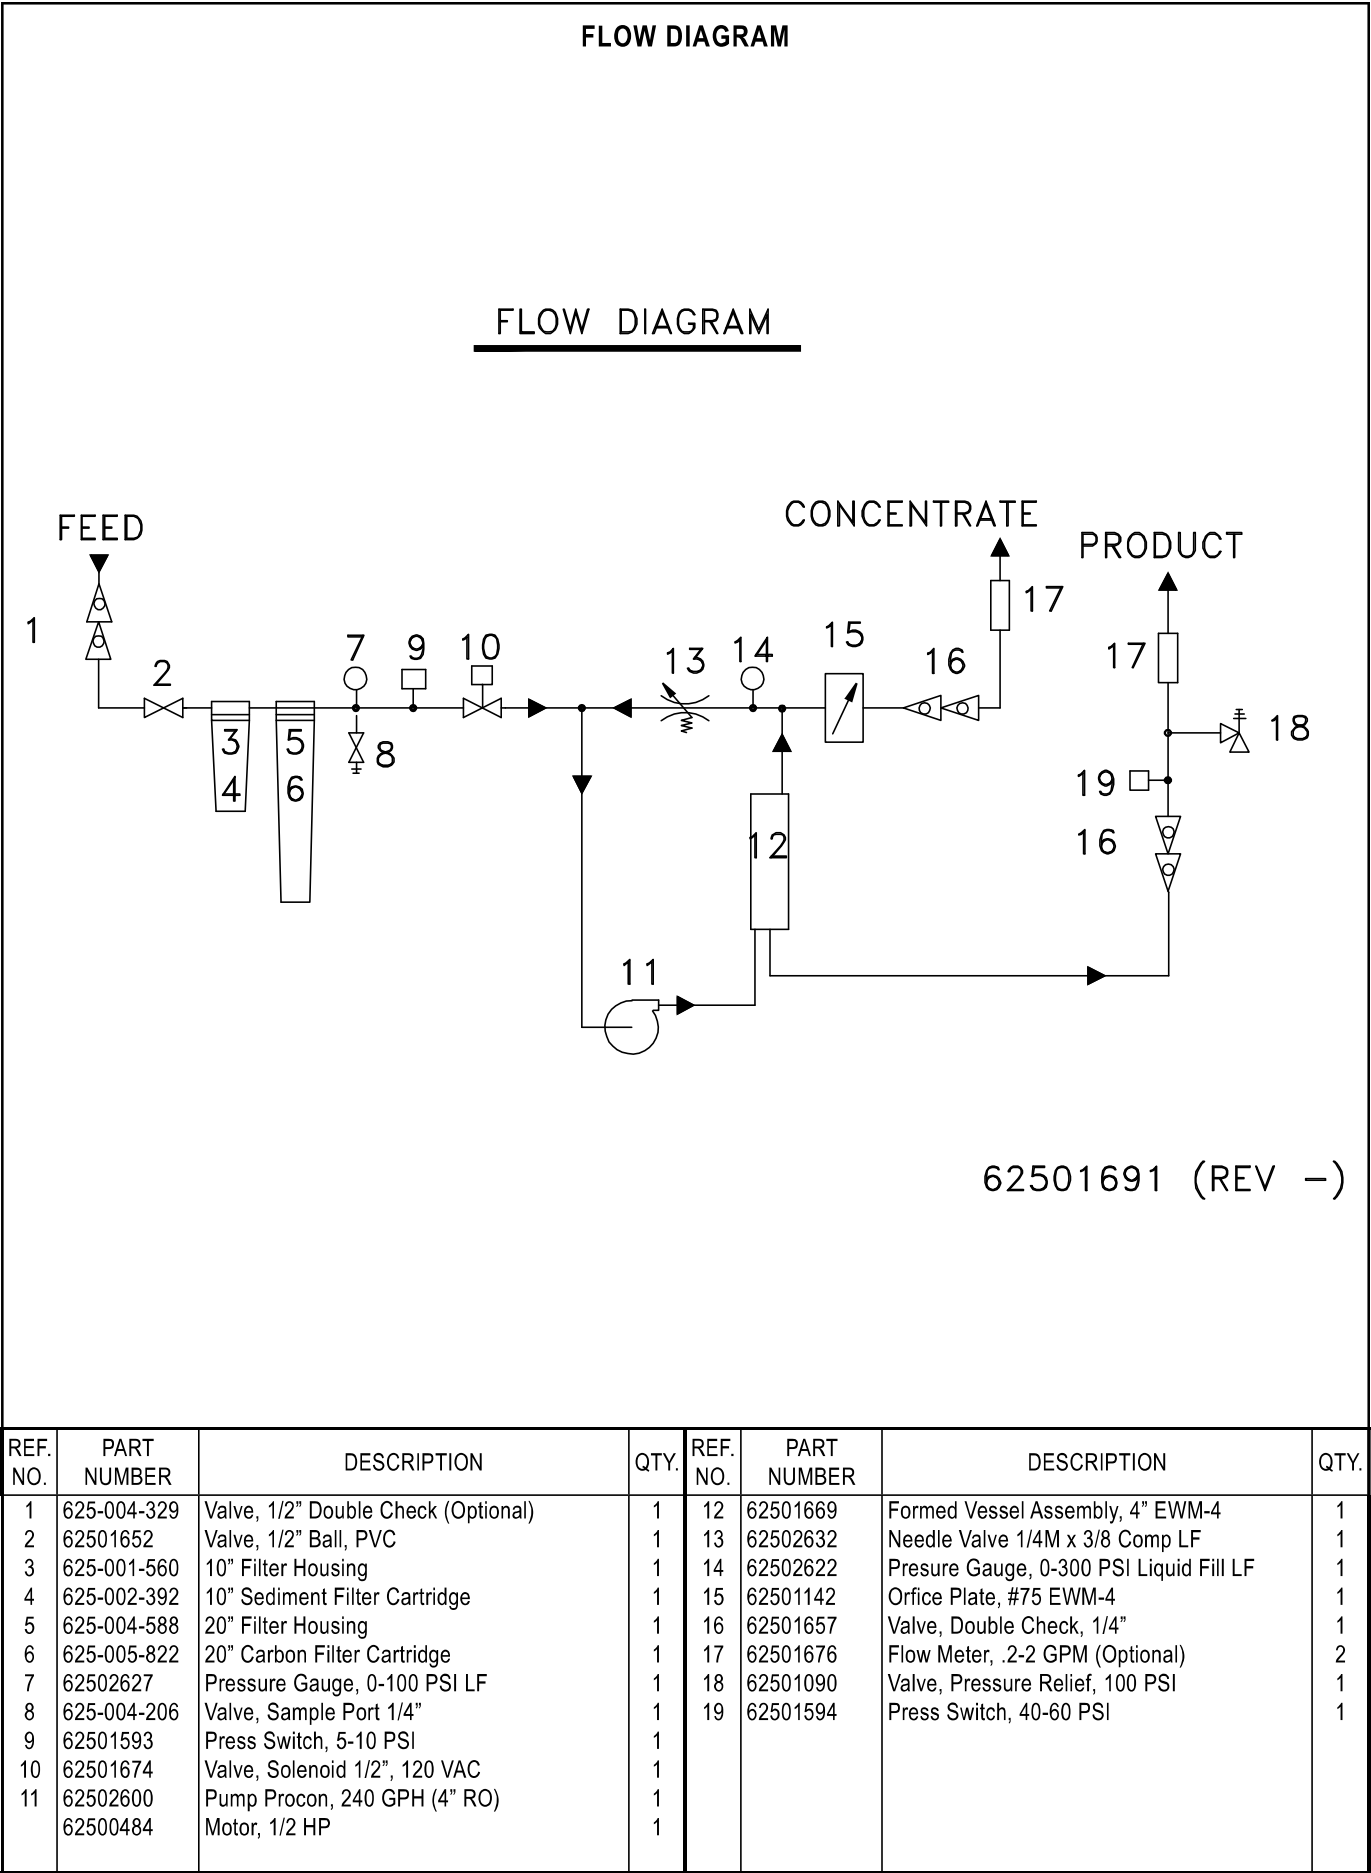 FLOW DIAGRAM
FLOW DIAGRAM
FEED
CONCENTRATE
PRODUCT
1
2
3
4
5
6
7
8
9
10
11
12
13
14
15
16
17
17
18
19
16
62501691 (REV -)
REF. NO. PART NUMBER DESCRIPTION QTY. REF. NO. PART NUMBER DESCRIPTION QTY.
1 625-004-329 Valve, 1/2” Double Check (Optional) 1 12 62501669 Formed Vessel Assembly, 4” EWM-4 1
2 62501652 Valve, 1/2” Ball, PVC 1 13 62502632 Needle Valve 1/4M x 3/8 Comp LF 1
3 625-001-560 10” Filter Housing 1 14 62502622 Presure Gauge, 0-300 PSI Liquid Fill LF 1
4 625-002-392 10” Sediment Filter Cartridge 1 15 62501142 Orfice Plate, #75 EWM-4 1
5 625-004-588 20” Filter Housing 1 16 62501657 Valve, Double Check, 1/4” 1
6 625-005-822 20” Carbon Filter Cartridge 1 17 62501676 Flow Meter, .2-2 GPM (Optional) 2
7 62502627 Pressure Gauge, 0-100 PSI LF 1 18 62501090 Valve, Pressure Relief, 100 PSI 1
8 625-004-206 Valve, Sample Port 1/4” 1 19 62501594 Press Switch, 40-60 PSI 1
9 62501593 Press Switch, 5-10 PSI 1
10 62501674 Valve, Solenoid 1/2”, 120 VAC 1
11 62502600 Pump Procon, 240 GPH (4” RO) 1
62500484 Motor, 1/2 HP 1